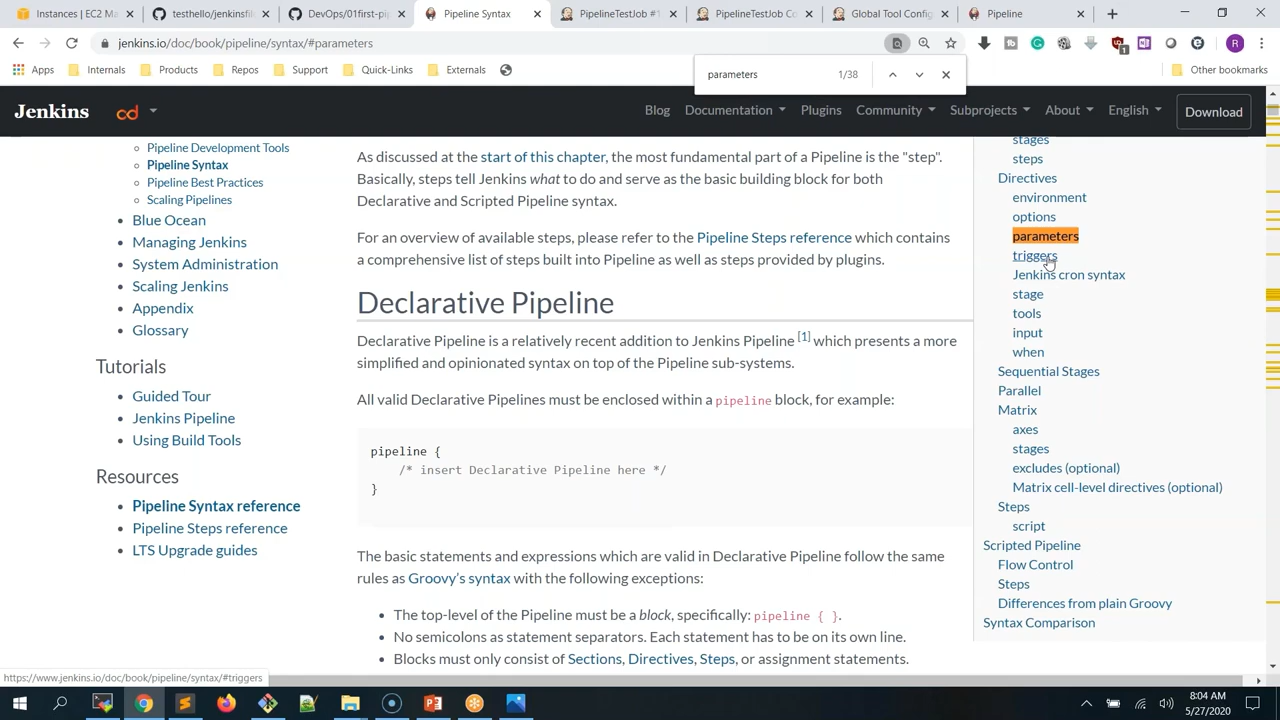 Instances | EC2 Ma
testhello/jenkinsfil
DevOps/01first-pip
Pipeline Syntax
PipelineTestJob #1
PipelineTestJob Co
Global Tool Config
Pipeline
jenkins.io/doc/book/pipeline/syntax/#parameters
Apps
Internals
Products
Repos
Support
Quick-Links
Externals
Other bookmarks
parameters
1/38
Jenkins
cd
Blog
Documentation
Plugins
Community
Subprojects
About
English
Download
Pipeline Development Tools
Pipeline Syntax
Pipeline Best Practices
Scaling Pipelines
Blue Ocean
Managing Jenkins
System Administration
Scaling Jenkins
Appendix
Glossary
Tutorials
Guided Tour
Jenkins Pipeline
Using Build Tools
Resources
Pipeline Syntax reference
Pipeline Steps reference
LTS Upgrade guides
As discussed at the start of this chapter, the most fundamental part of a Pipeline is the "step".
Basically, steps tell Jenkins what to do and serve as the basic building block for both
Declarative and Scripted Pipeline syntax.
For an overview of available steps, please refer to the Pipeline Steps reference which contains
a comprehensive list of steps built into Pipeline as well as steps provided by plugins.
Declarative Pipeline
Declarative Pipeline is a relatively recent addition to Jenkins Pipeline [1] which presents a more
simplified and opinionated syntax on top of the Pipeline sub-systems.
All valid Declarative Pipelines must be enclosed within a pipeline block, for example:
pipeline {
/* insert Declarative Pipeline here */
}
The basic statements and expressions which are valid in Declarative Pipeline follow the same
rules as Groovy's syntax with the following exceptions:
The top-level of the Pipeline must be a block, specifically: pipeline { }.
No semicolons as statement separators. Each statement has to be on its own line.
Blocks must only consist of Sections, Directives, Steps, or assignment statements.
stages
steps
Directives
environment
options
parameters
triggers
Jenkins cron syntax
stage
tools
input
when
Sequential Stages
Parallel
Matrix
axes
stages
excludes (optional)
Matrix cell-level directives (optional)
Steps
script
Scripted Pipeline
Flow Control
Steps
Differences from plain Groovy
Syntax Comparison
https://www.jenkins.io/doc/book/pipeline/syntax/#triggers
8:04 AM
5/27/2020